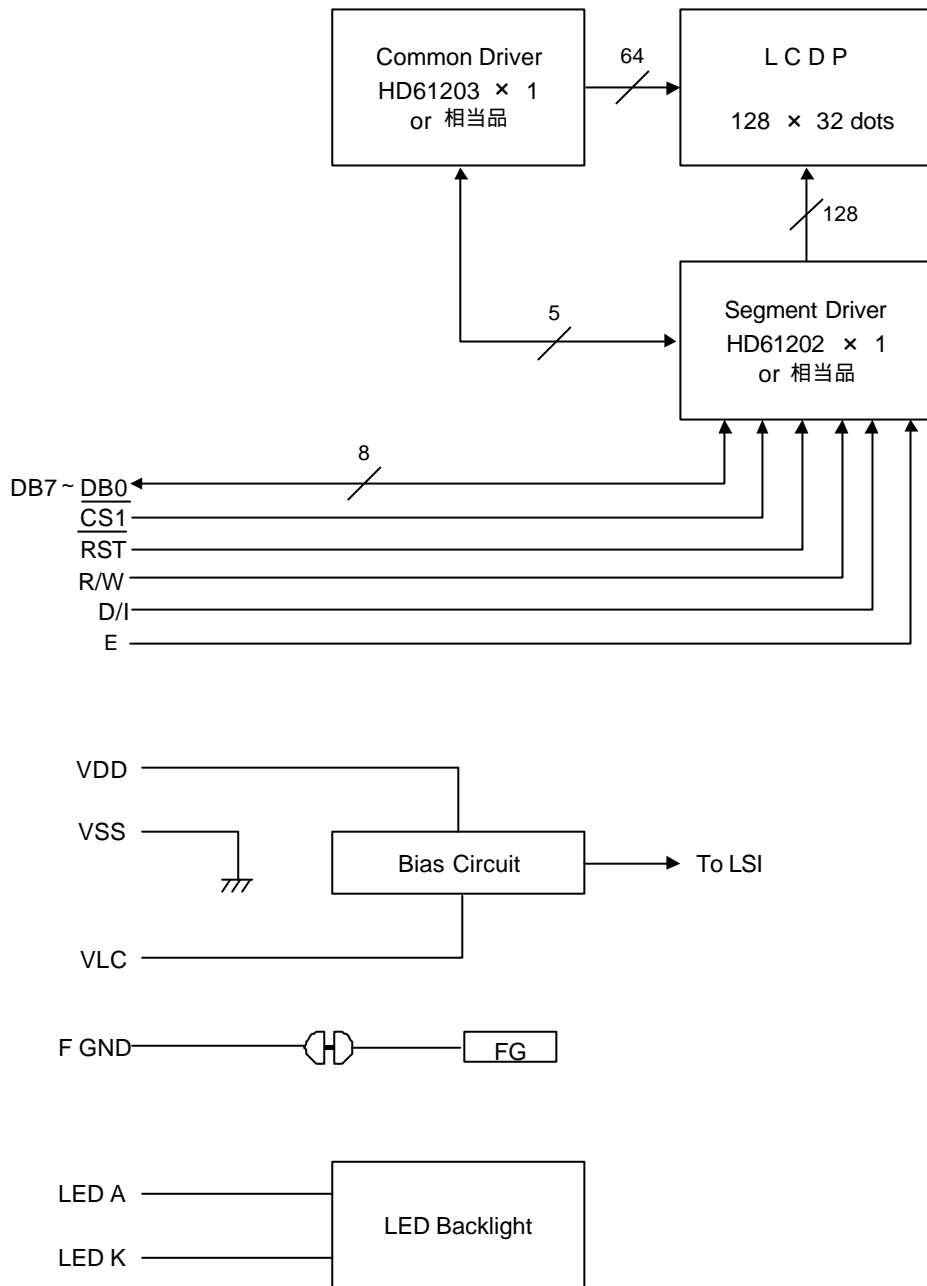 Common Driver
HD61203 × 1
or 相当品
64
L C D P
128 × 32 dots
128
5
Segment Driver
HD61202 × 1
or 相当品
8
DB7 ~ DB0
CS1
RST
R/W
D/I
E
VDD
VSS
Bias Circuit
To LSI
VLC
F GND
FG
LED A
LED Backlight
LED K